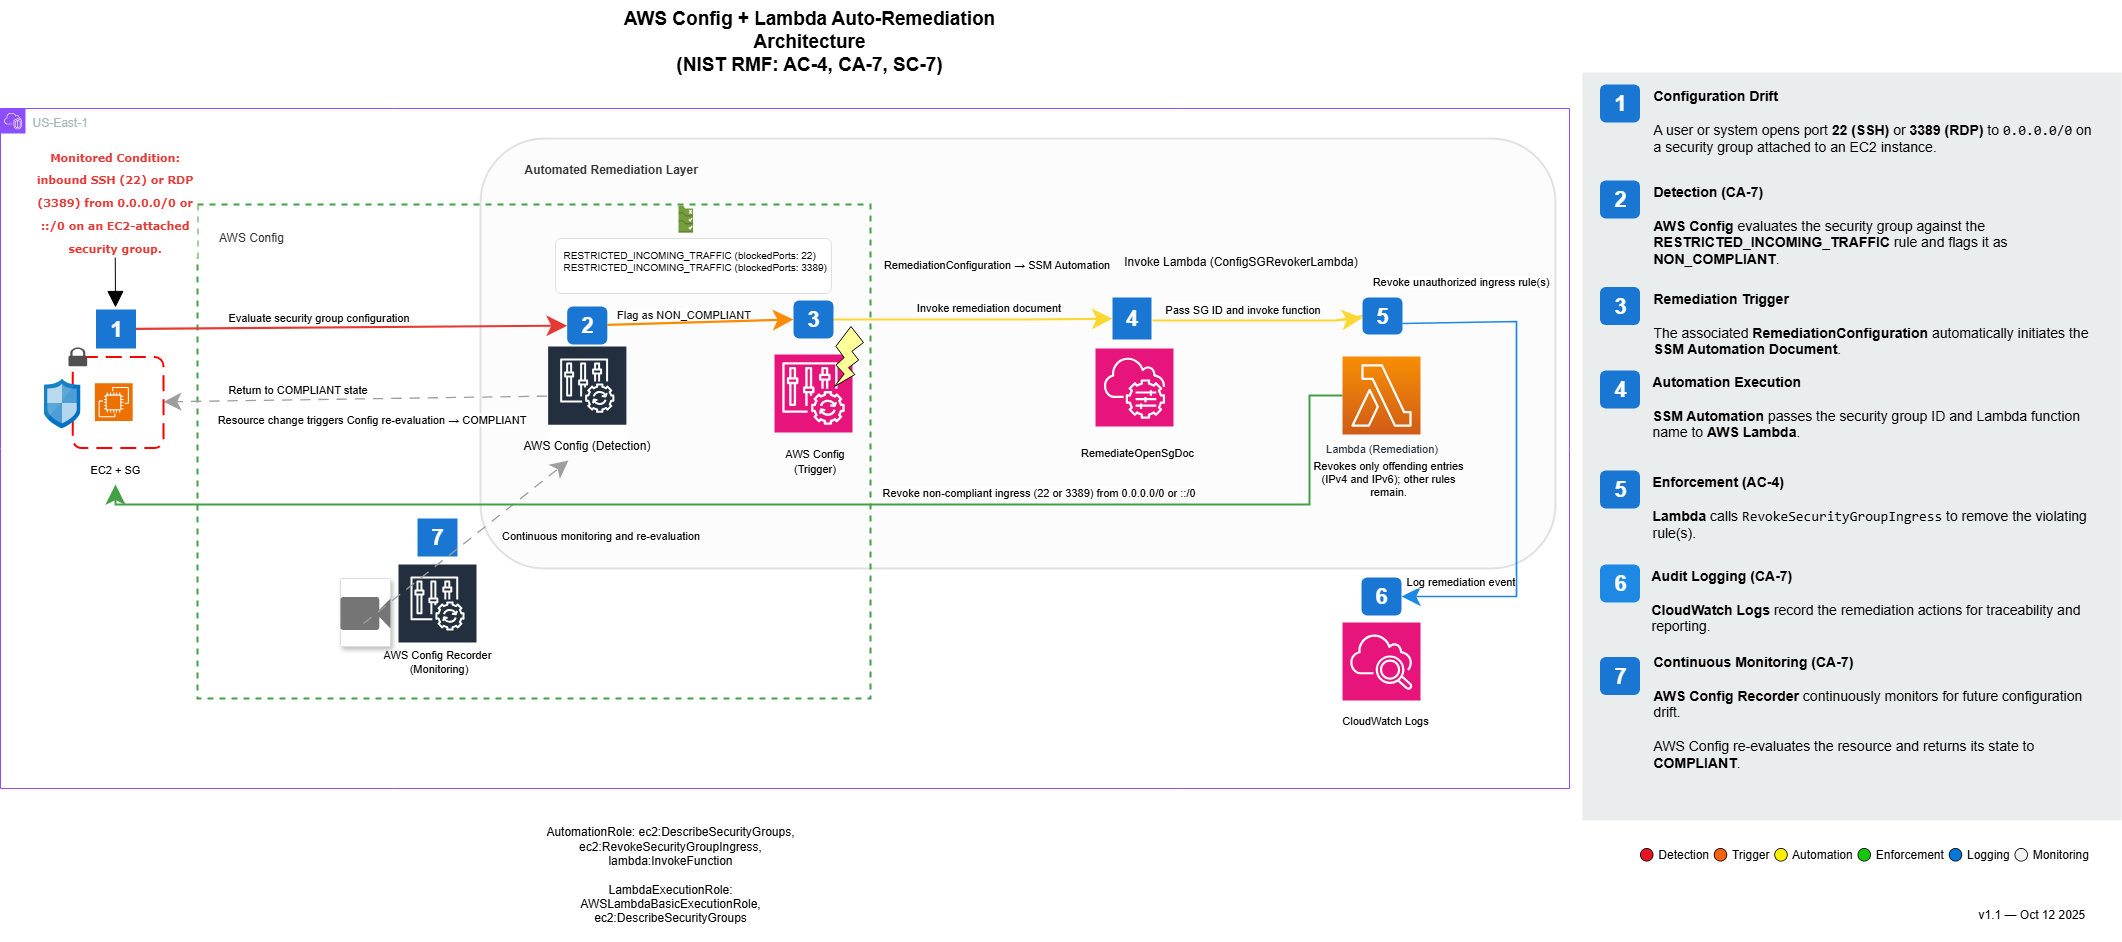 AWS Config + Lambda Auto-Remediation
Architecture
(NIST RMF: AC-4, CA-7, SC-7)
US-East-1
Monitored Condition:
inbound SSH (22) or RDP
(3389) from 0.0.0.0/0 or
::/0 on an EC2-attached
security group.
Automated Remediation Layer
AWS Config
RESTRICTED_INCOMING_TRAFFIC (blockedPorts: 22)
RESTRICTED_INCOMING_TRAFFIC (blockedPorts: 3389)
RemediationConfiguration → SSM Automation
Invoke Lambda (ConfigSGRevokerLambda)
Revoke unauthorized ingress rule(s)
1
Evaluate security group configuration
2
Flag as NON_COMPLIANT
3
Invoke remediation document
4
Pass SG ID and invoke function
5
Return to COMPLIANT state
Resource change triggers Config re-evaluation → COMPLIANT
AWS Config (Detection)
AWS Config
(Trigger)
RemediateOpenSgDoc
Lambda (Remediation)
Revokes only offending entries
(IPv4 and IPv6); other rules
remain.
EC2 + SG
Revoke non-compliant ingress (22 or 3389) from 0.0.0.0/0 or ::/0
7
Continuous monitoring and re-evaluation
AWS Config Recorder
(Monitoring)
6
Log remediation event
CloudWatch Logs
AutomationRole: ec2:DescribeSecurityGroups,
ec2:RevokeSecurityGroupIngress,
lambda:InvokeFunction
LambdaExecutionRole:
AWSLambdaBasicExecutionRole,
ec2:DescribeSecurityGroups
1
Configuration Drift
A user or system opens port 22 (SSH) or 3389 (RDP) to 0.0.0.0/0 on
a security group attached to an EC2 instance.
2
Detection (CA-7)
AWS Config evaluates the security group against the
RESTRICTED_INCOMING_TRAFFIC rule and flags it as
NON_COMPLIANT.
3
Remediation Trigger
The associated RemediationConfiguration automatically initiates the
SSM Automation Document.
4
Automation Execution
SSM Automation passes the security group ID and Lambda function
name to AWS Lambda.
5
Enforcement (AC-4)
Lambda calls RevokeSecurityGroupIngress to remove the violating
rule(s).
6
Audit Logging (CA-7)
CloudWatch Logs record the remediation actions for traceability and
reporting.
7
Continuous Monitoring (CA-7)
AWS Config Recorder continuously monitors for future configuration
drift.
AWS Config re-evaluates the resource and returns its state to
COMPLIANT.
Detection Trigger Automation Enforcement Logging Monitoring
v1.1 — Oct 12 2025